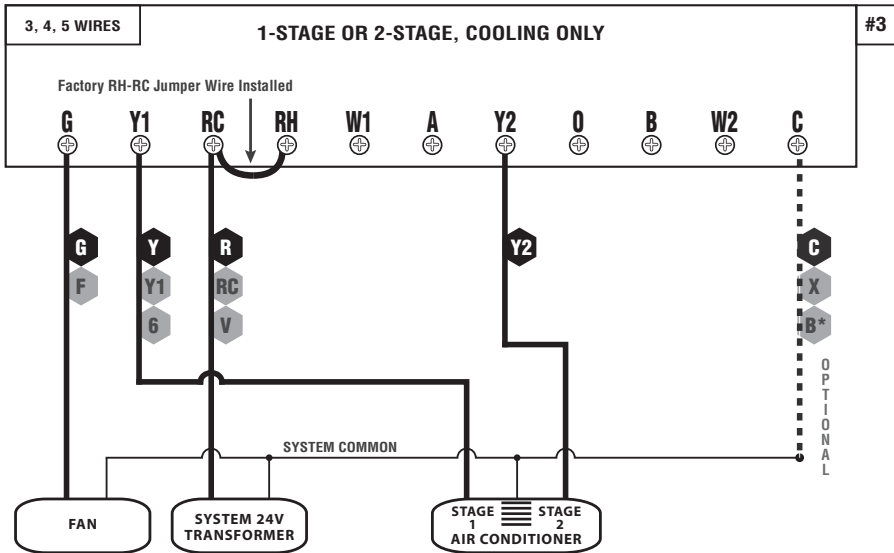 3, 4, 5 WIRES
1-STAGE OR 2-STAGE, COOLING ONLY
#3
Factory RH-RC Jumper Wire Installed
G Y1 RC RH W1 A Y2 O B W2 C
G Y R Y2 C
F Y1 RC X
6 V B*
OPTIONAL
SYSTEM COMMON
FAN
SYSTEM 24V
TRANSFORMER
STAGE 1
STAGE 2
AIR CONDITIONER